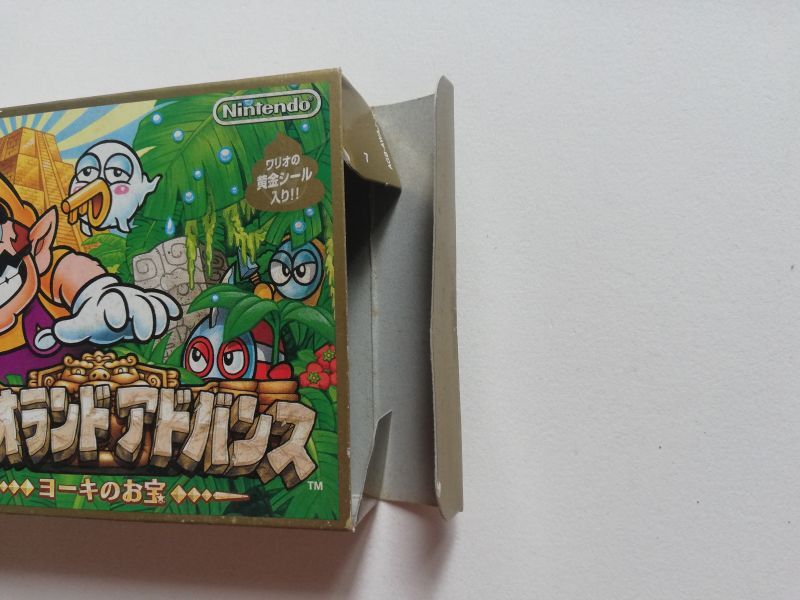 Nintendo®
ワリオの
黄金シール
入り!!
オランドアドバンス
ヨーキのお宝
TM